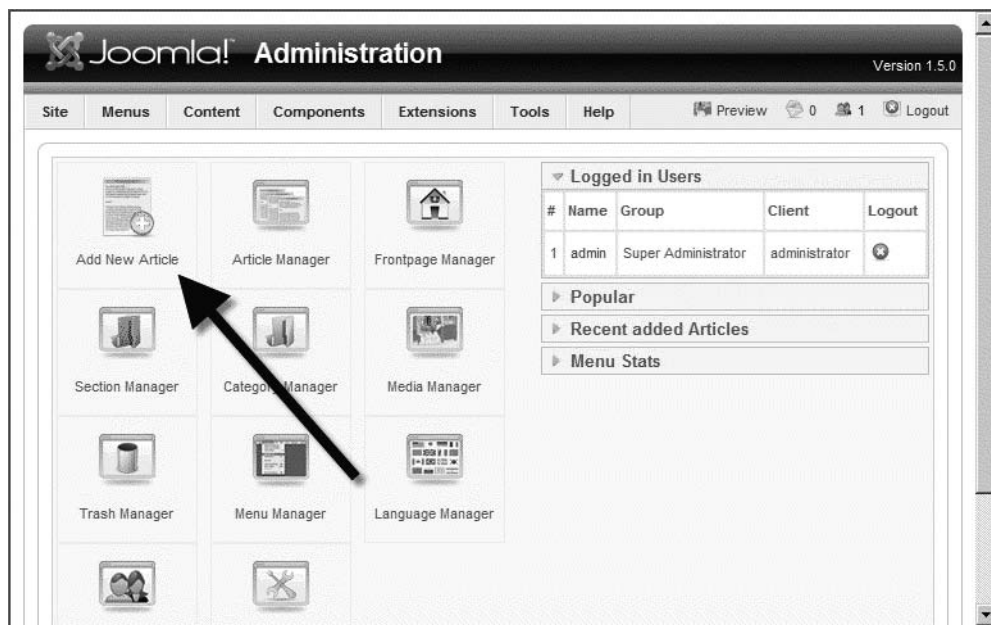 Joomla! Administration
Version 1.5.0
Site Menus Content Components Extensions Tools Help Preview 0 1 Logout
Add New Article Article Manager Frontpage Manager
Section Manager Category Manager Media Manager
Trash Manager Menu Manager Language Manager
Logged in Users
# Name Group Client Logout
1 admin Super Administrator administrator
Popular
Recent added Articles
Menu Stats